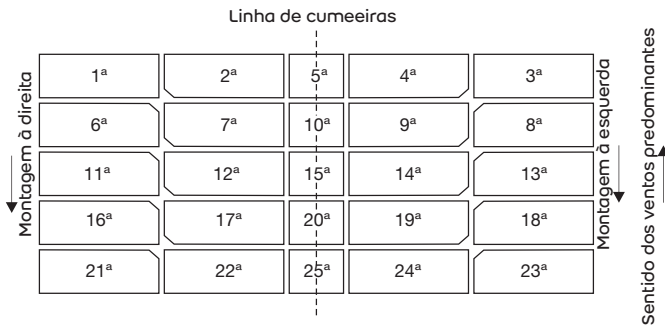 Linha de cumeeiras
1ª 2ª 5ª 4ª 3ª
6ª 7ª 10ª 9ª 8ª
11ª 12ª 15ª 14ª 13ª
16ª 17ª 20ª 19ª 18ª
21ª 22ª 25ª 24ª 23ª
Montagem à direita
Montagem à esquerda
Sentido dos ventos predominantes